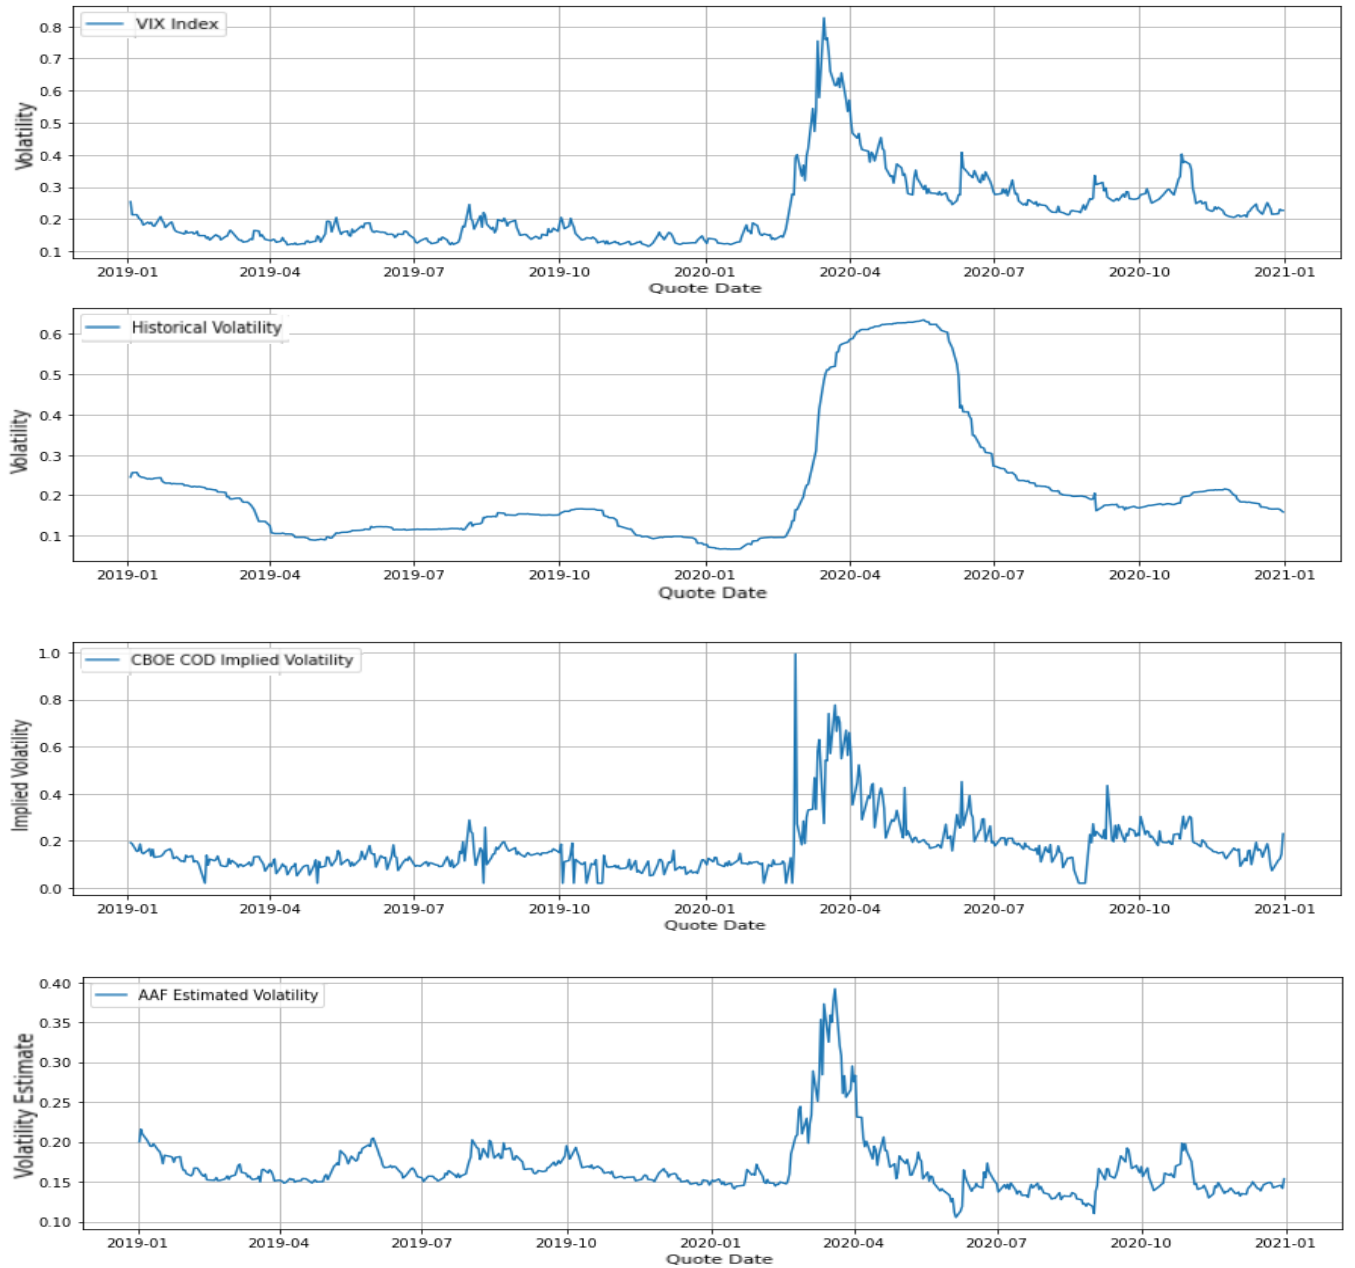 VIX Index
Volatility
0.8
0.7
0.6
0.5
0.4
0.3
0.2
0.1
2019-01 2019-04 2019-07 2019-10 2020-01 2020-04 2020-07 2020-10 2021-01
Quote Date
Historical Volatility
Volatility
0.6
0.5
0.4
0.3
0.2
0.1
2019-01 2019-04 2019-07 2019-10 2020-01 2020-04 2020-07 2020-10 2021-01
Quote Date
CBOE COD Implied Volatility
Implied Volatility
1.0
0.8
0.6
0.4
0.2
0.0
2019-01 2019-04 2019-07 2019-10 2020-01 2020-04 2020-07 2020-10 2021-01
Quote Date
AAF Estimated Volatility
Volatility Estimate
0.40
0.35
0.30
0.25
0.20
0.15
0.10
2019-01 2019-04 2019-07 2019-10 2020-01 2020-04 2020-07 2020-10 2021-01
Quote Date